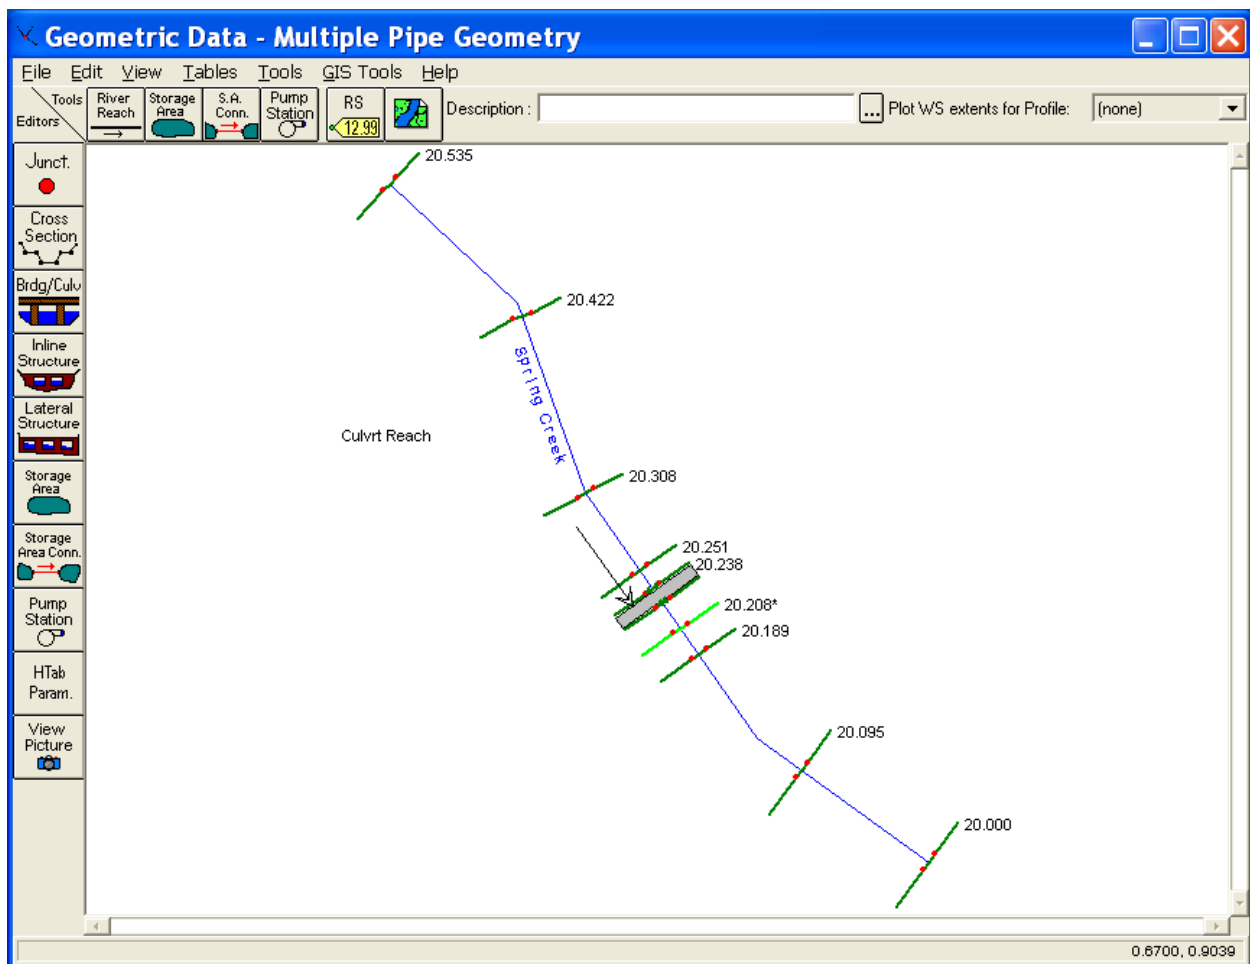 Geometric Data - Multiple Pipe Geometry
File Edit View Tables Tools GIS Tools Help
Tools
Editors
River
Reach
Storage
Area
S.A.
Conn.
Pump
Station
RS
12.99
Description :
...
Plot WS extents for Profile:
(none)
Junct.
Cross
Section
Brdg/Culv
Inline
Structure
Lateral
Structure
Storage
Area
Storage
Area Conn.
Pump
Station
HTab
Param.
View
Picture
20.535
20.422
Spring Creek
Culvrt Reach
20.308
20.251
20.238
20.208*
20.189
20.095
20.000
0.6700, 0.9039